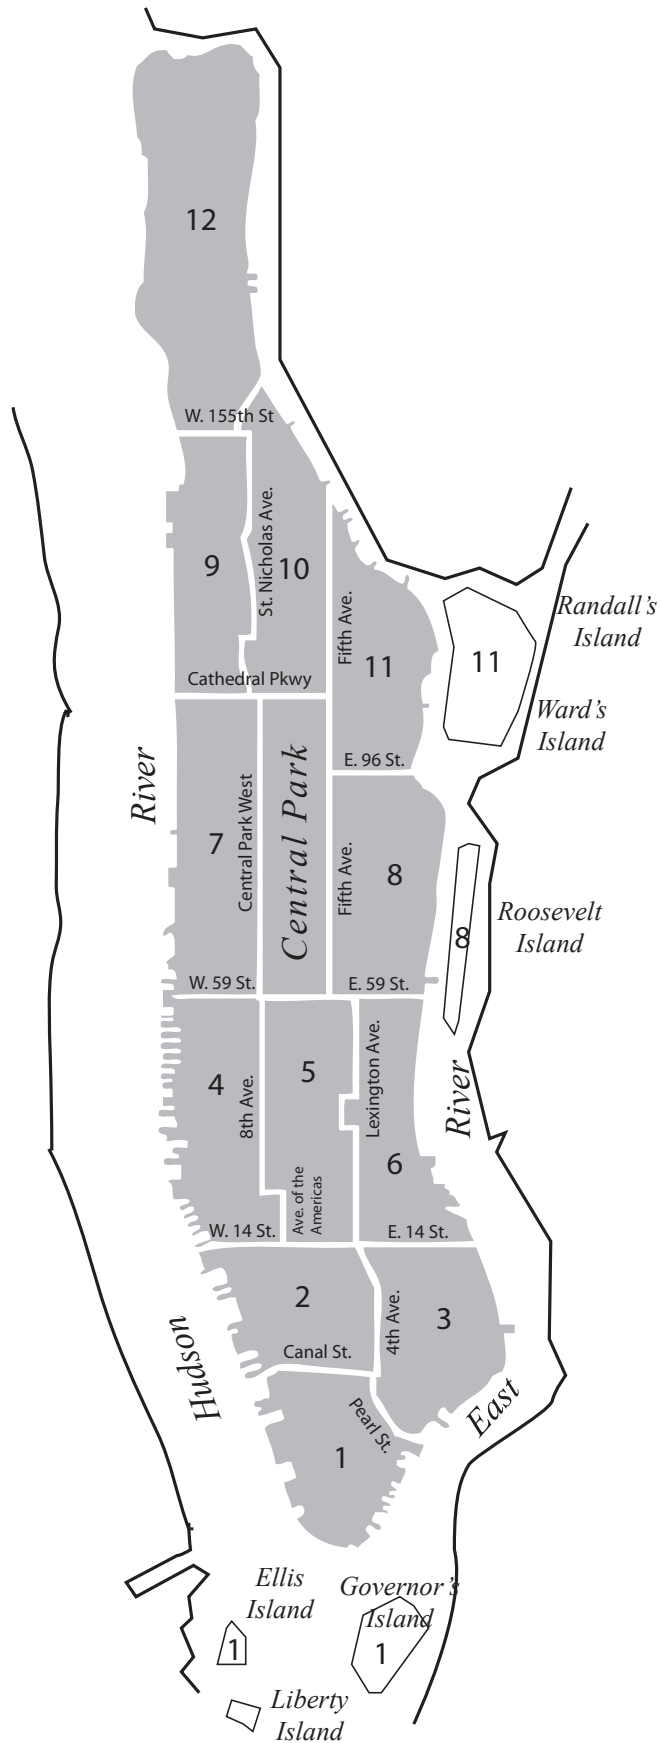 12
W. 155th St
9
St. Nicholas Ave.
10
Randall's
Island
Fifth Ave.
11
11
Cathedral Pkwy
Ward's
Island
E. 96 St.
River
7
Central Park West
Central Park
Fifth Ave.
8
8
Roosevelt
Island
W. 59 St.
E. 59 St.
4
8th Ave.
5
Lexington Ave.
River
6
Ave. of the
Americas
W. 14 St.
E. 14 St.
2
4th Ave.
3
Canal St.
Hudson
East
Pearl St.
1
Ellis
Island
Governor's
Island
1
1
Liberty
Island